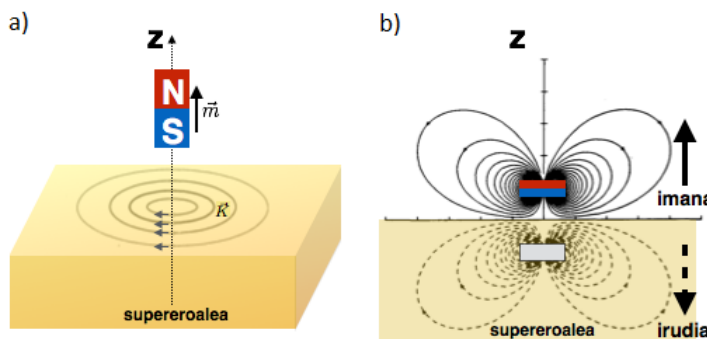 a)
z
N
S
m⃗
K⃗
supereroalea
b)
z
imana
supereroalea
irudia